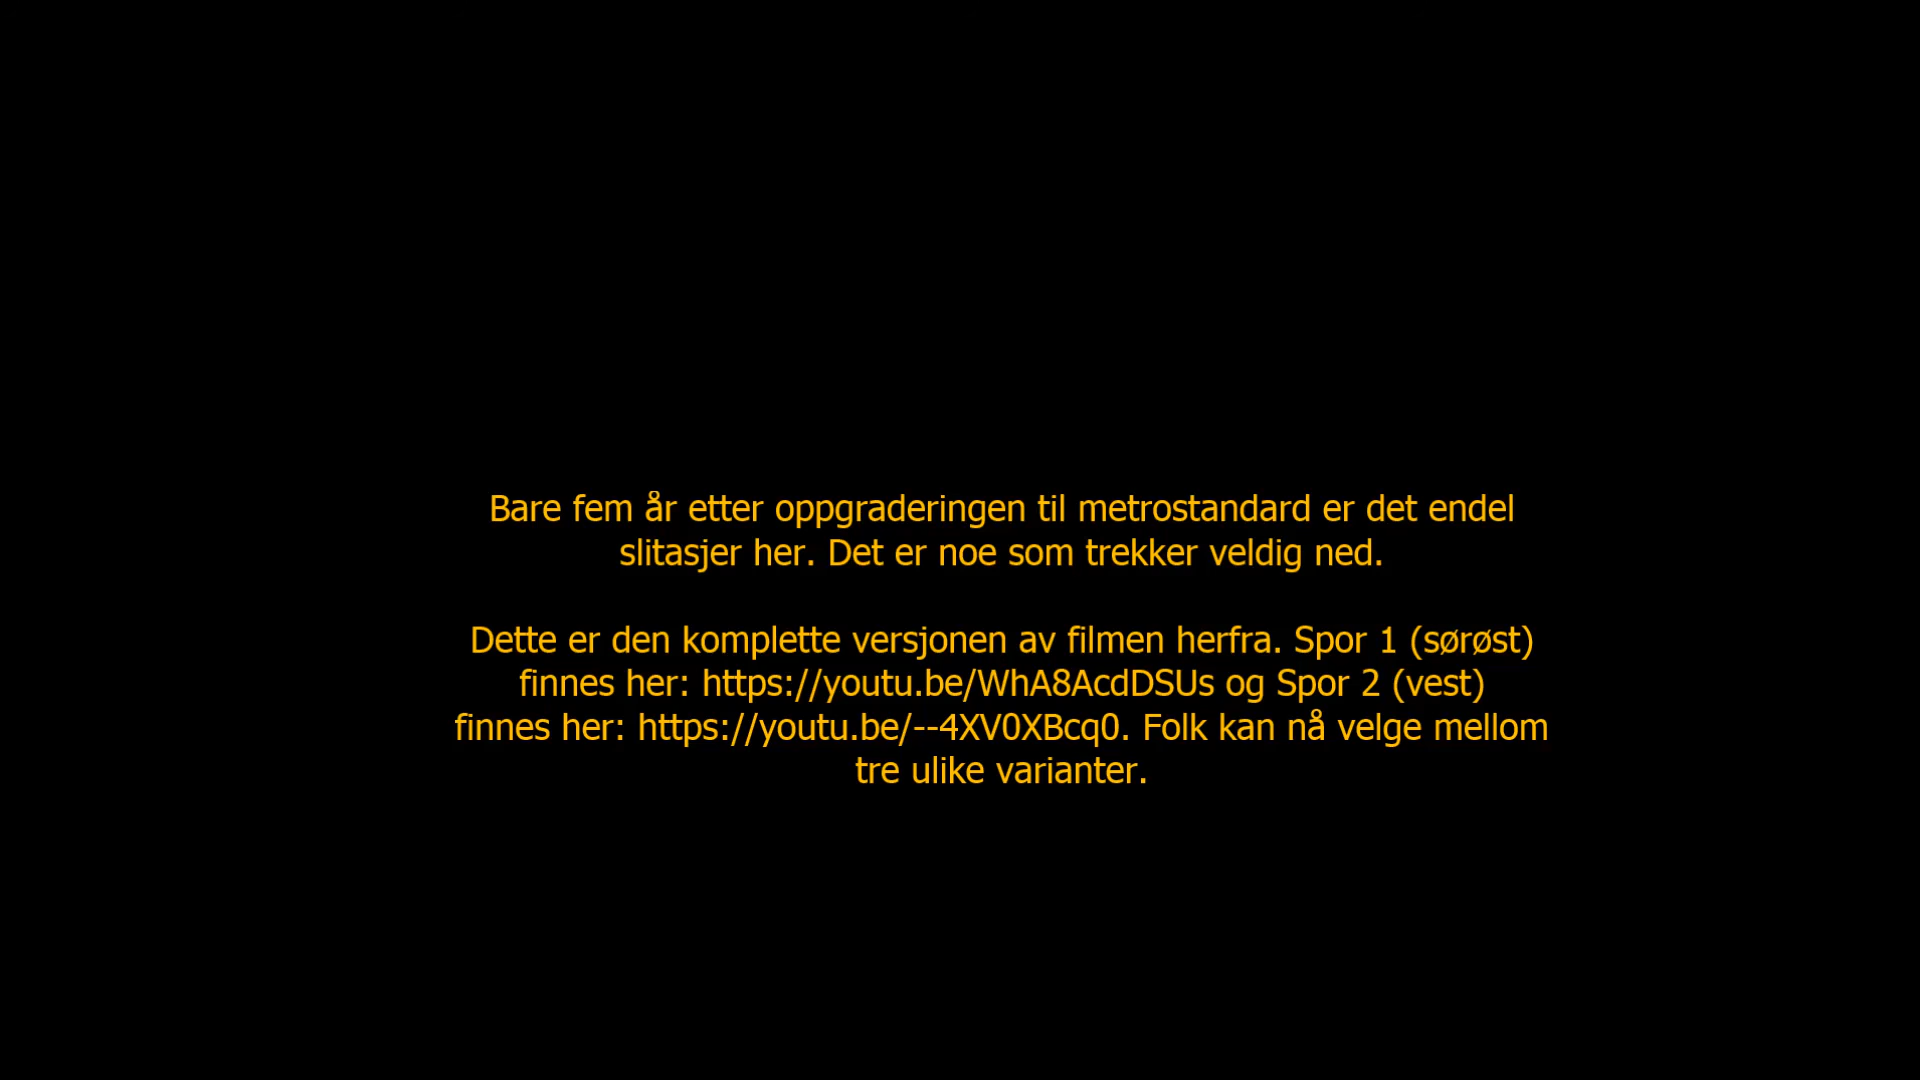 Bare fem år etter oppgraderingen til metrostandard er det endel
slitasjer her. Det er noe som trekker veldig ned.
Dette er den komplette versjonen av filmen herfra. Spor 1 (sørøst)
finnes her: https://youtu.be/WhA8AcdDSUs og Spor 2 (vest)
finnes her: https://youtu.be/--4XV0XBcq0. Folk kan nå velge mellom
tre ulike varianter.